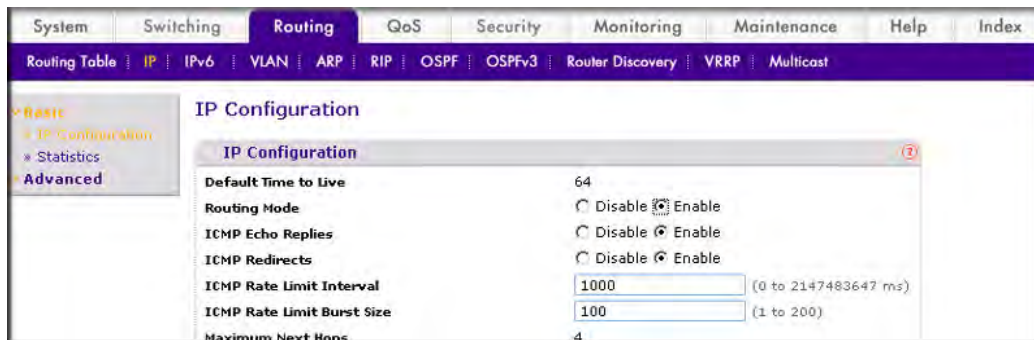 System Switching Routing QoS Security Monitoring Maintenance Help Index
Routing Table IP IPv6 VLAN ARP RIP OSPF OSPFv3 Router Discovery VRRP Multicast
Basic
» IP Configuration
» Statistics
Advanced
IP Configuration
IP Configuration ?
Default Time to Live 64
Routing Mode Disable Enable
ICMP Echo Replies Disable Enable
ICMP Redirects Disable Enable
ICMP Rate Limit Interval 1000 (0 to 2147483647 ms)
ICMP Rate Limit Burst Size 100 (1 to 200)
Maximum Next Hops 4